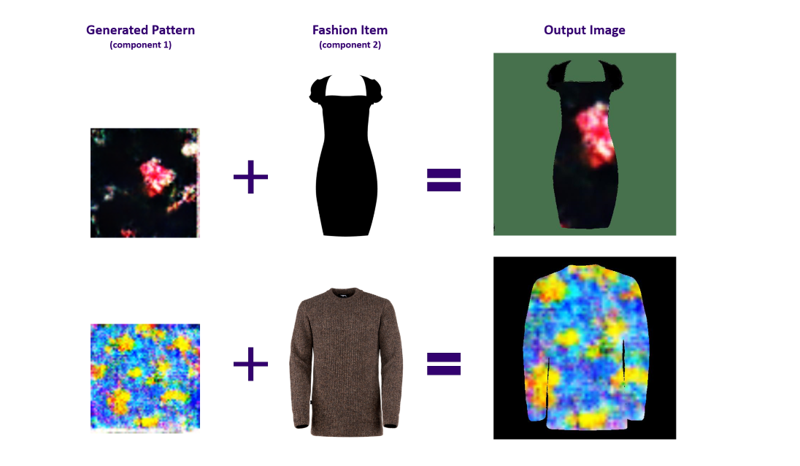 Generated Pattern
(component 1)
Fashion Item
(component 2)
Output Image